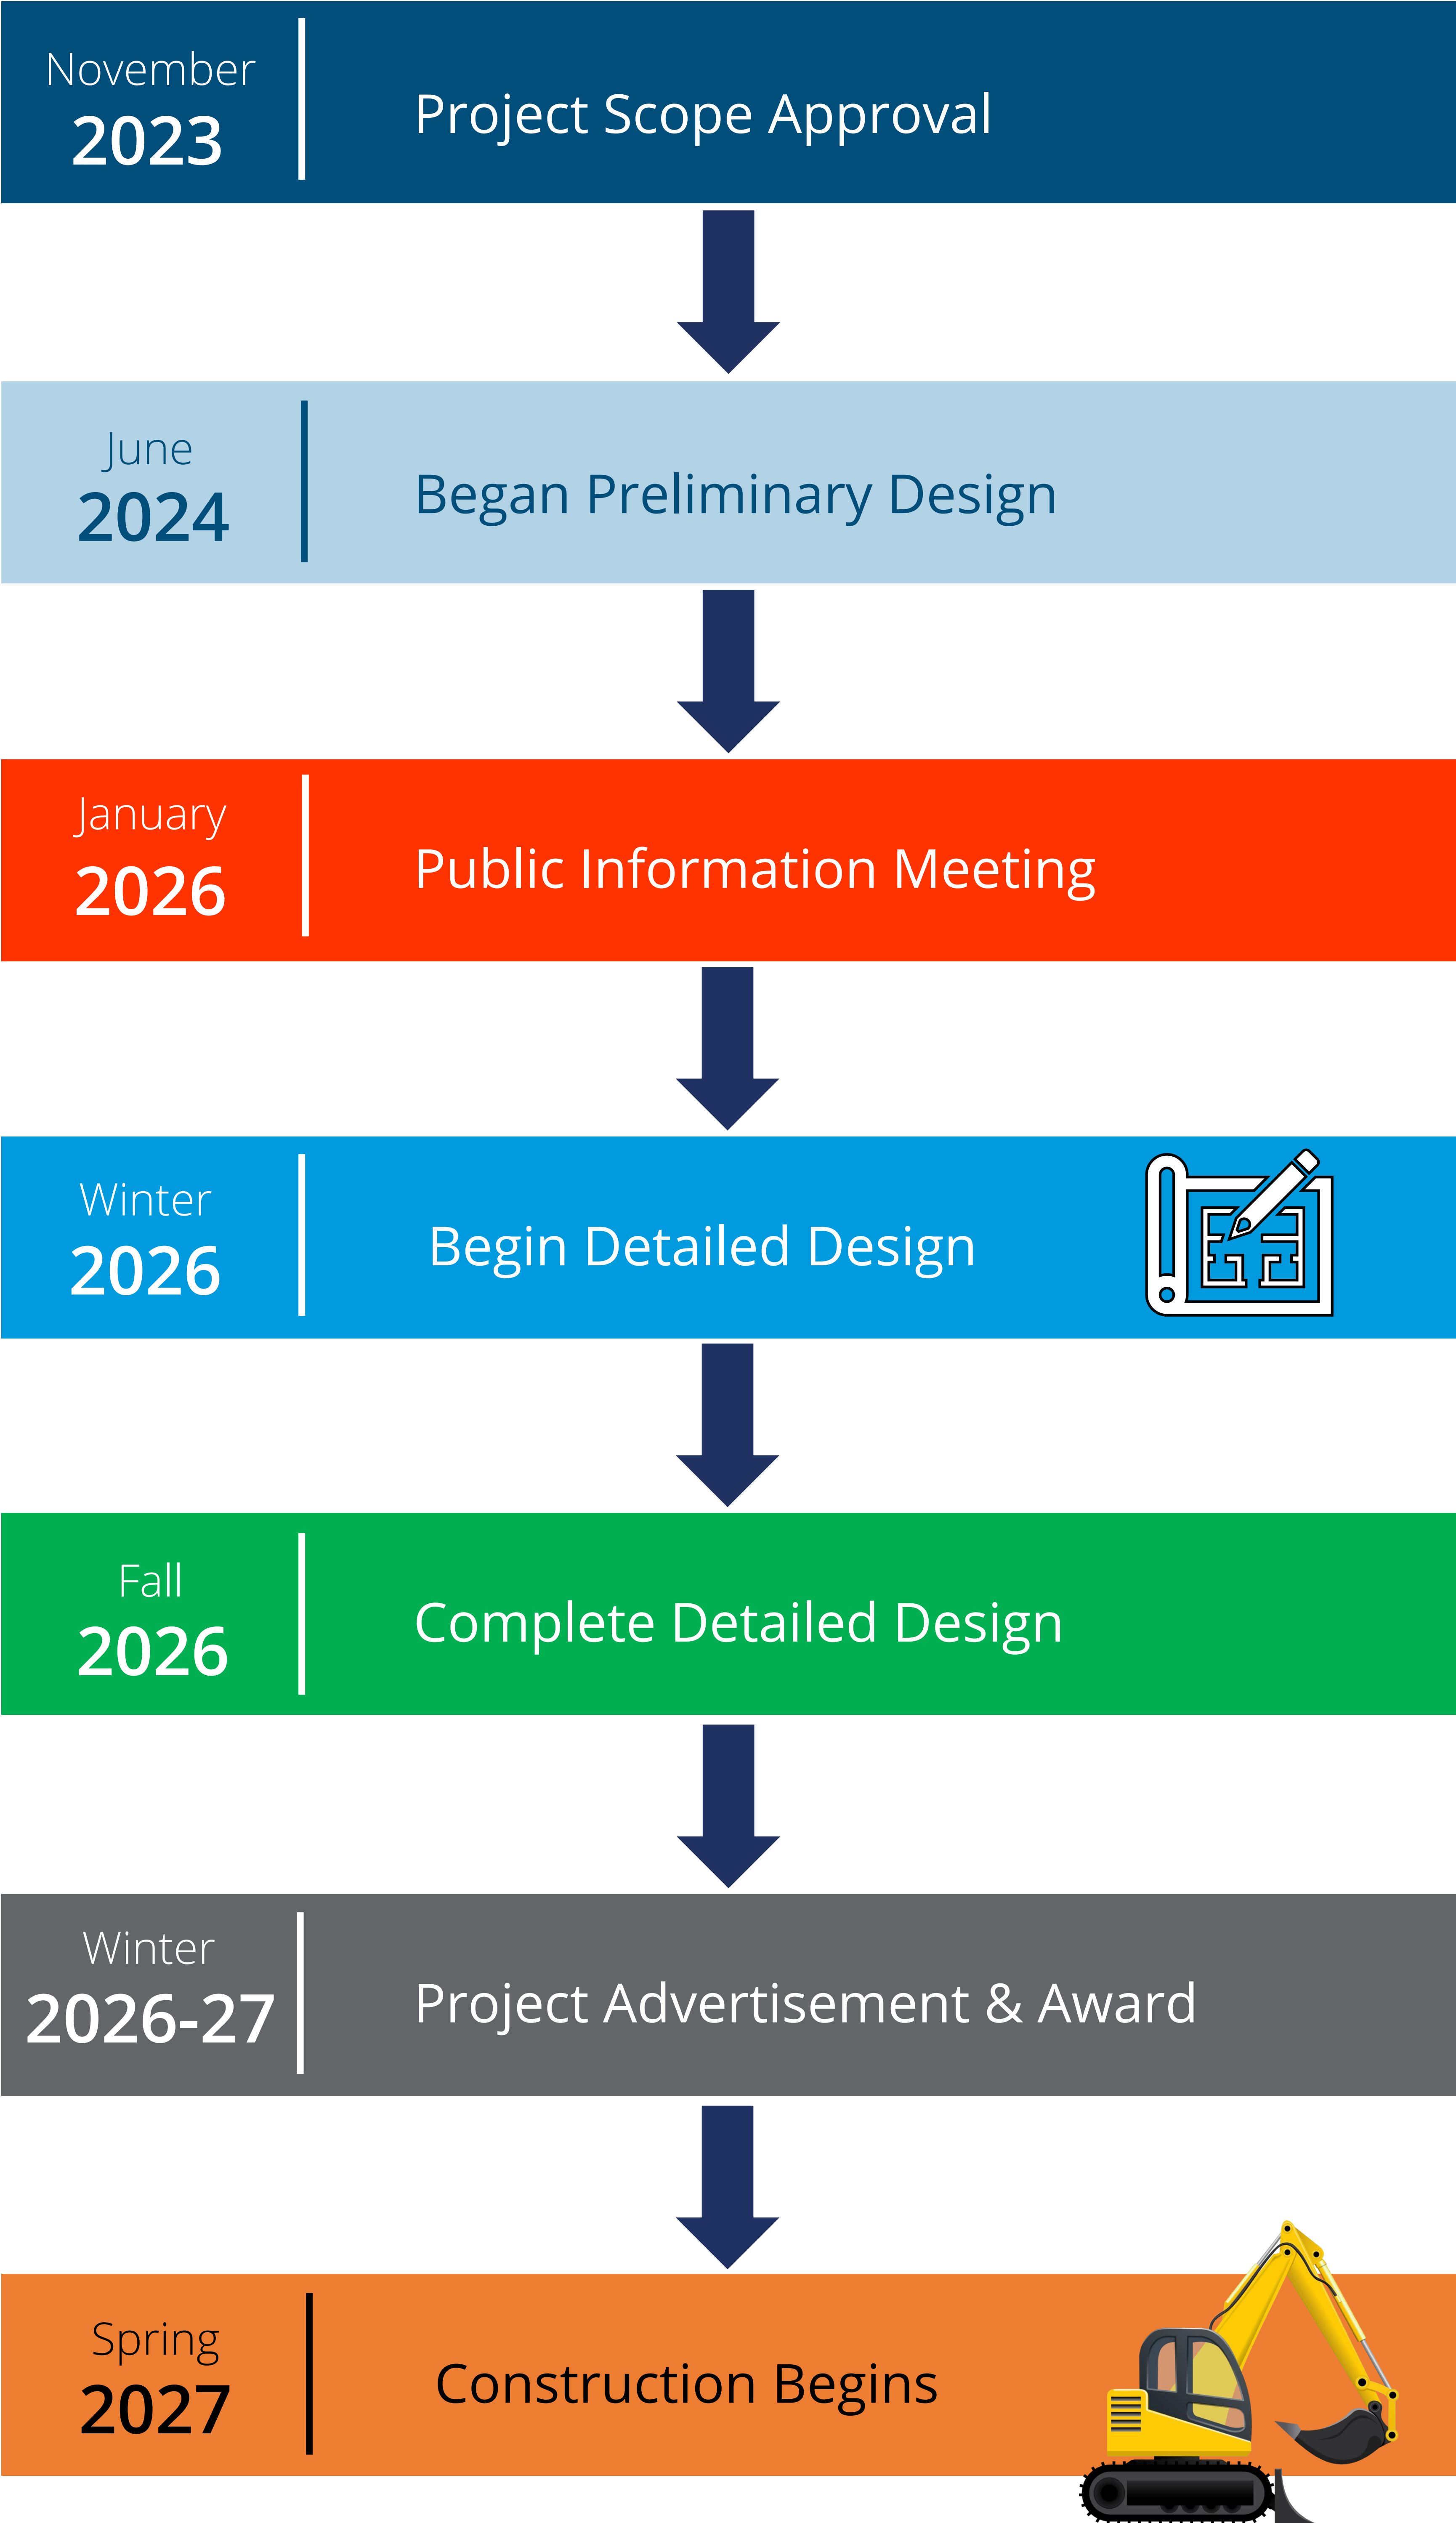 November
2023
Project Scope Approval
June
2024
Began Preliminary Design
January
2026
Public Information Meeting
Winter
2026
Begin Detailed Design
Fall
2026
Complete Detailed Design
Winter
2026-27
Project Advertisement & Award
Spring
2027
Construction Begins